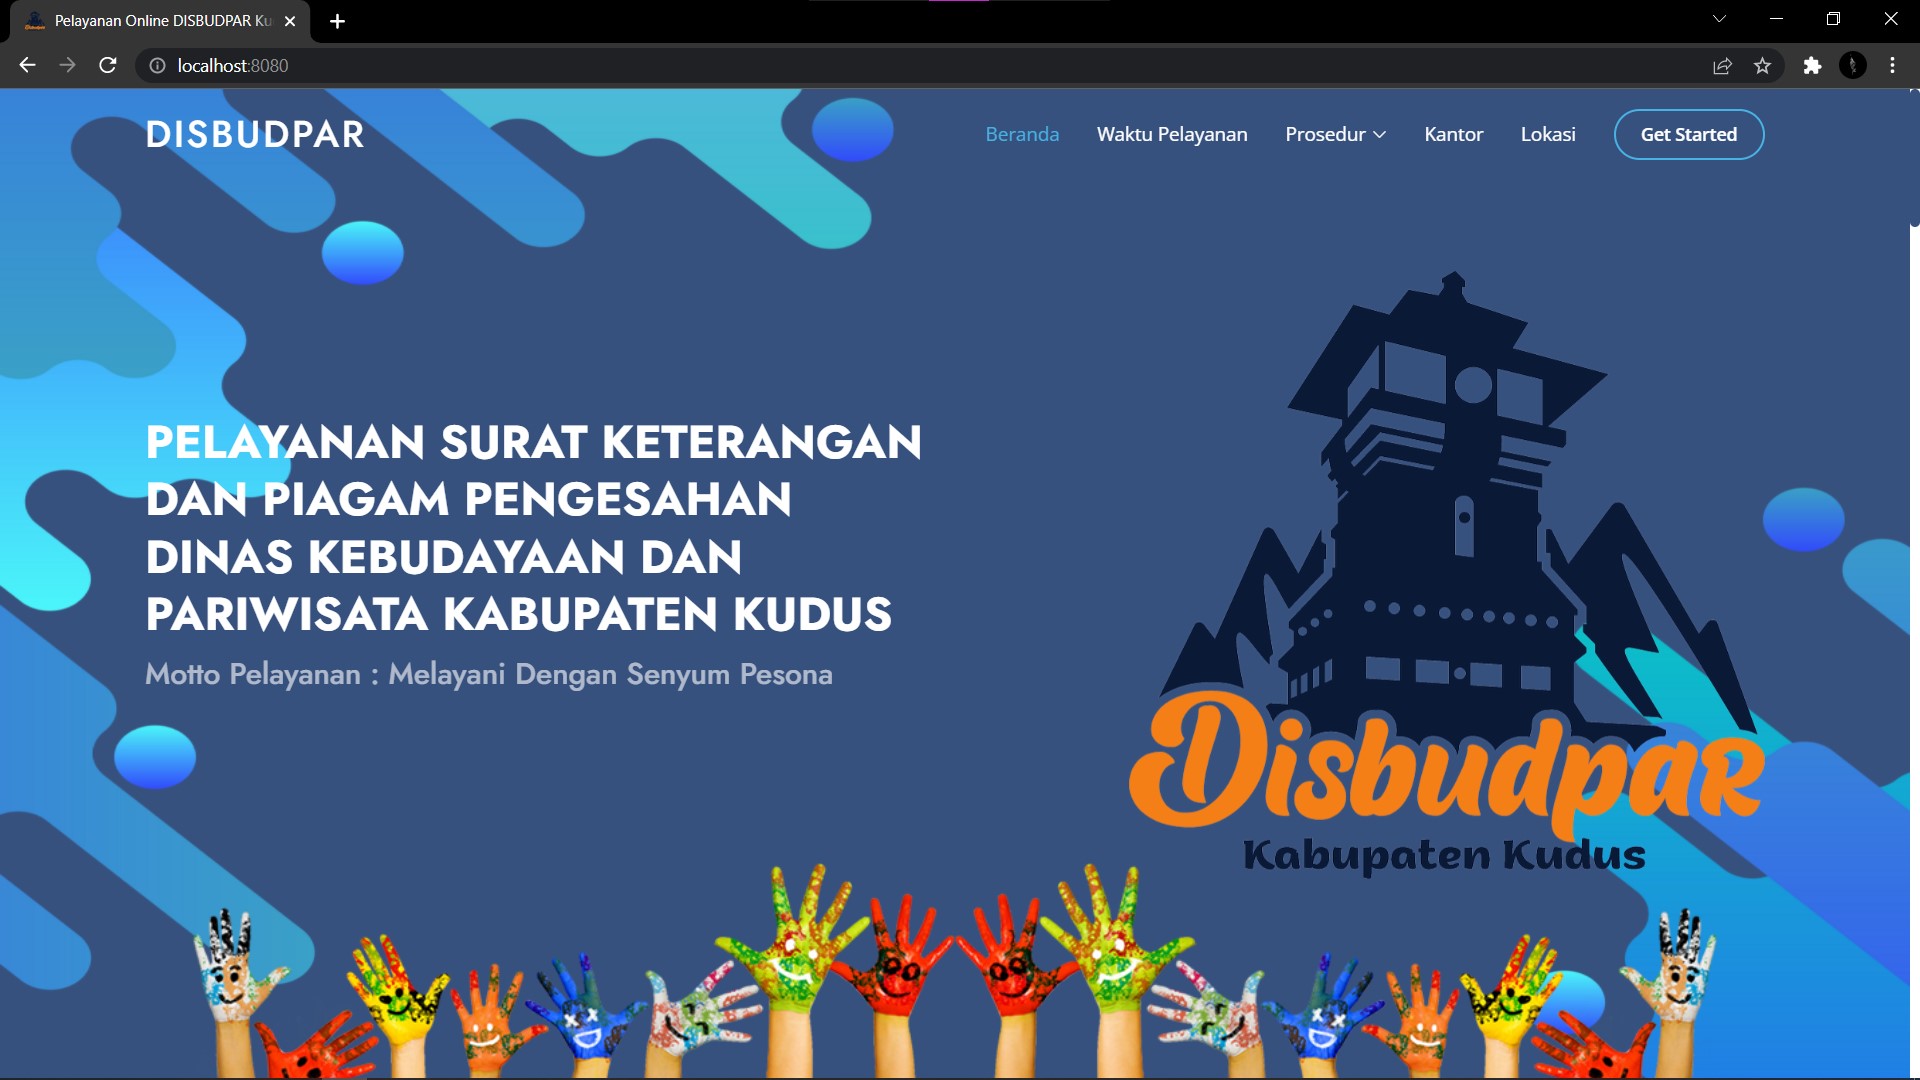 Pelayanan Online DISBUDPAR Ku
localhost:8080
DISBUDPAR
Beranda
Waktu Pelayanan
Prosedur
Kantor
Lokasi
Get Started
PELAYANAN SURAT KETERANGAN
DAN PIAGAM PENGESAHAN
DINAS KEBUDAYAAN DAN
PARIWISATA KABUPATEN KUDUS
Motto Pelayanan : Melayani Dengan Senyum Pesona
Disbudpar
Kabupaten Kudus